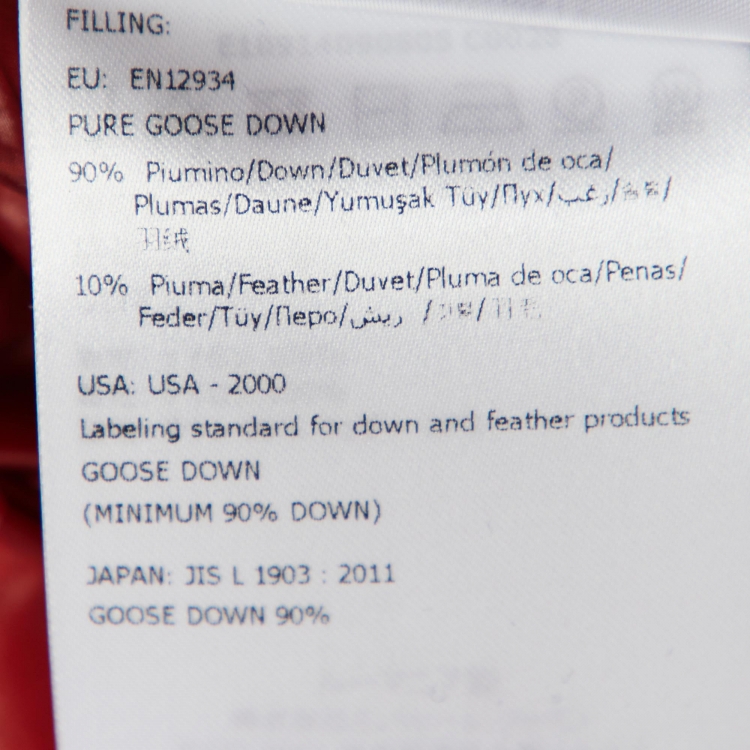 FILLING:
EU: EN12934
PURE GOOSE DOWN
90% Piumino/Down/Duvet/Plumón de oca/
Plumas/Daune/Yumuşak Tüy/Пух/زغب/
羽绒
10% Piuma/Feather/Duvet/Pluma de oca/Penas/
Feder/Tüy/Перо/ريش /
USA: USA - 2000
Labeling standard for down and feather products
GOOSE DOWN
(MINIMUM 90% DOWN)
JAPAN: JIS L 1903 : 2011
GOOSE DOWN 90%